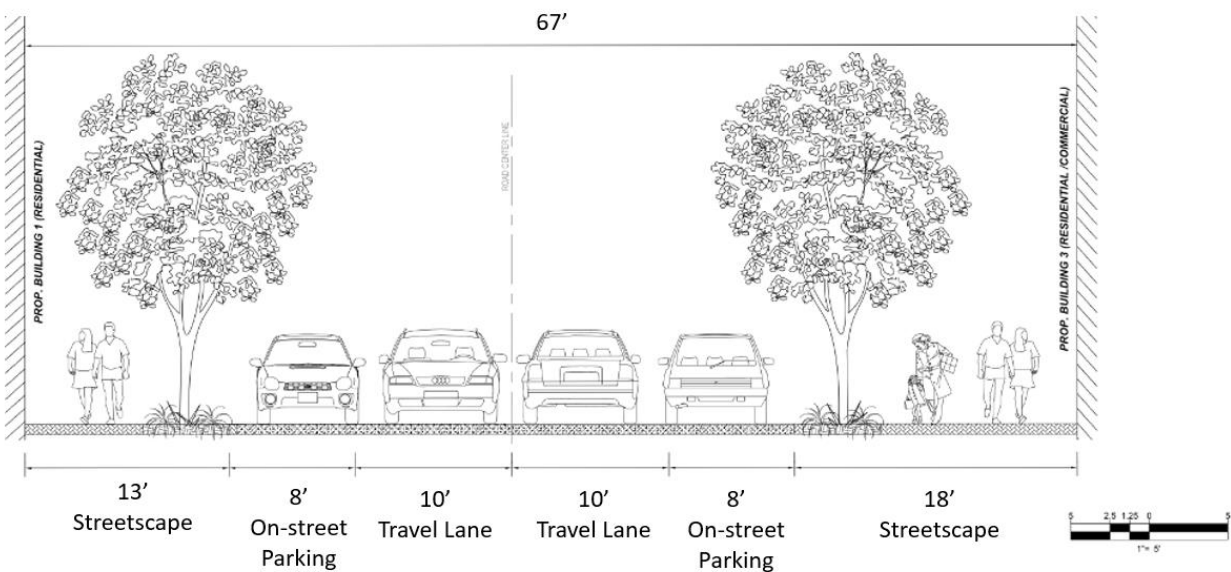 67’
PROP. BUILDING 1 (RESIDENTIAL)
ROAD CENTER LINE
PROP. BUILDING 3 (RESIDENTIAL /COMMERCIAL)
13’
Streetscape
8’
On-street
Parking
10’
Travel Lane
10’
Travel Lane
8’
On-street
Parking
18’
Streetscape
5 2.5 1.25 0 5
1"= 5'